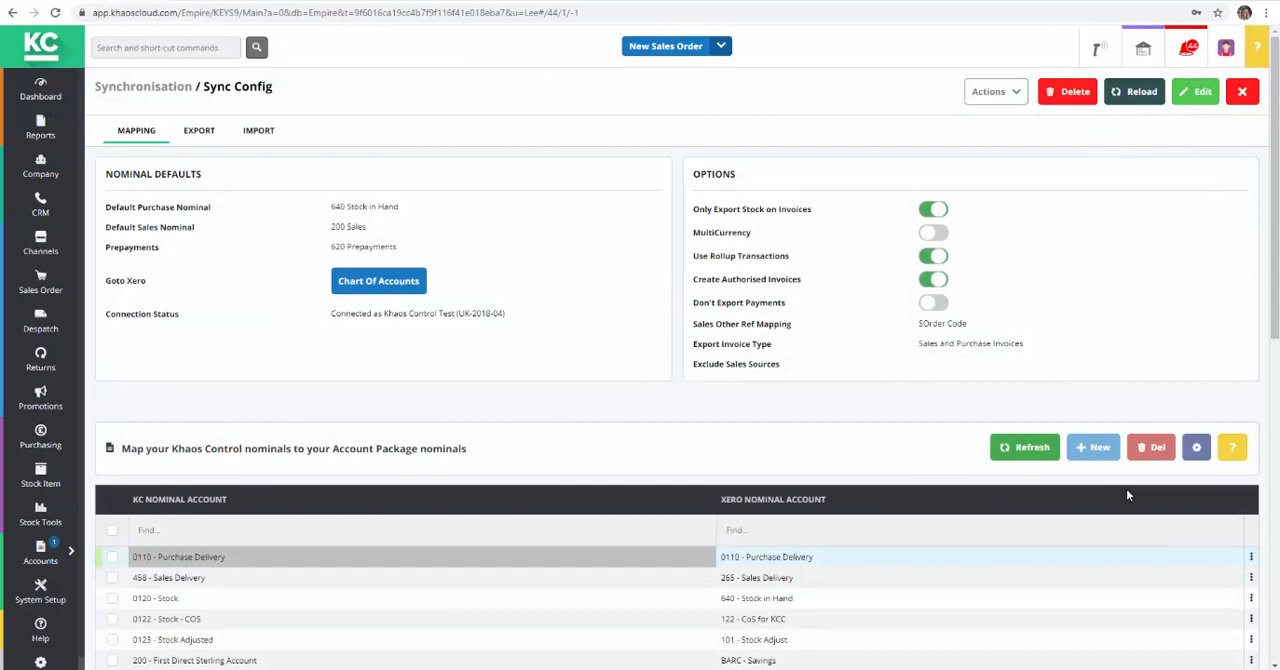 app.khaoscloud.com/Empire/KEYS9/Main?a=0&db=Empire&t=9f6016ca19cc4b7f9f116f41e018eba7&u=Lee#/44/1/-1
KC
Search and short-cut commands
New Sales Order
44
?
Synchronisation / Sync Config
Actions
Delete
Reload
Edit
MAPPING
EXPORT
IMPORT
Dashboard
Reports
Company
CRM
Channels
Sales Order
Despatch
Returns
Promotions
Purchasing
Stock Item
Stock Tools
1
Accounts
System Setup
Help
NOMINAL DEFAULTS
Default Purchase Nominal 640 Stock in Hand
Default Sales Nominal 200 Sales
Prepayments 620 Prepayments
Goto Xero Chart Of Accounts
Connection Status Connected as Khaos Control Test (UK-2018-04)
OPTIONS
Only Export Stock on Invoices
MultiCurrency
Use Rollup Transactions
Create Authorised Invoices
Don't Export Payments
Sales Other Ref Mapping SOrder Code
Export Invoice Type Sales and Purchase Invoices
Exclude Sales Sources
Map your Khaos Control nominals to your Account Package nominals
Refresh
+ New
Del
?
KC NOMINAL ACCOUNT XERO NOMINAL ACCOUNT
Find... Find...
0110 - Purchase Delivery 0110 - Purchase Delivery
458 - Sales Delivery 265 - Sales Delivery
0120 - Stock 640 - Stock in Hand
0122 - Stock - COS 122 - CoS for KCC
0123 - Stock Adjusted 101 - Stock Adjust
200 - First Direct Sterling Account BARC - Savings